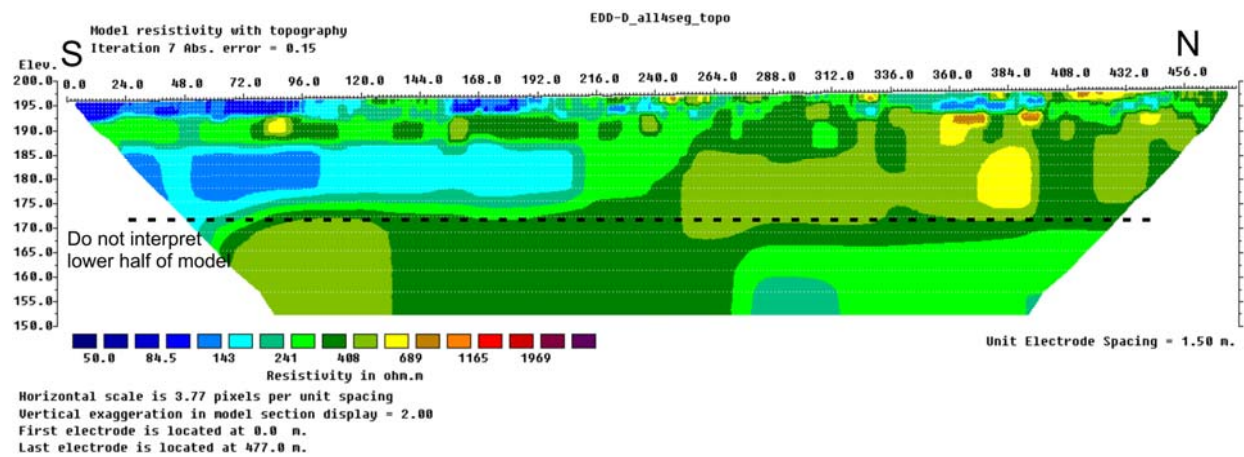 EDD-D_all4seg_topo
Model resistivity with topography
S
N
Iteration 7 Abs. error = 0.15
Elev.
0.0 24.0 48.0 72.0 96.0 120.0 144.0 168.0 192.0 216.0 240.0 264.0 288.0 312.0 336.0 360.0 384.0 408.0 432.0 456.0
200.0
195.0
190.0
185.0
180.0
175.0
170.0
165.0
160.0
155.0
150.0
Do not interpret
lower half of model
50.0 84.5 143 241 408 689 1165 1969
Resistivity in ohm.m
Unit Electrode Spacing = 1.50 m.
Horizontal scale is 3.77 pixels per unit spacing
Vertical exaggeration in model section display = 2.00
First electrode is located at 0.0 m.
Last electrode is located at 477.0 m.